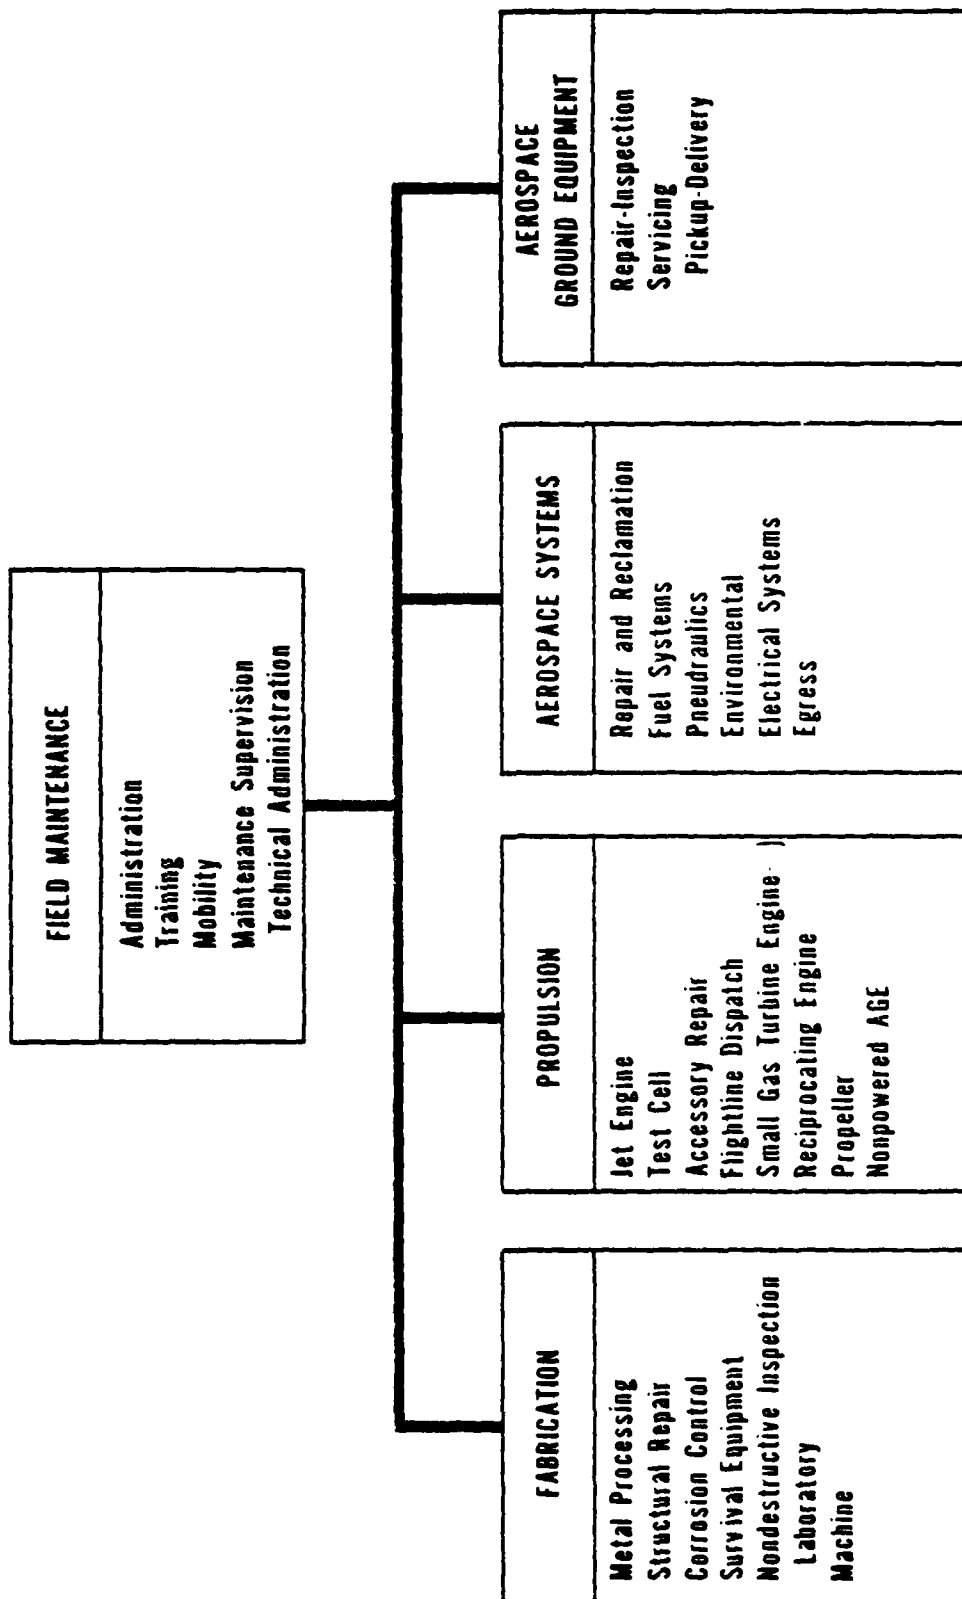 FIELD MAINTENANCE
Administration
Training
Mobility
Maintenance Supervision
Technical Administration
FABRICATION
Metal Processing
Structural Repair
Corrosion Control
Survival Equipment
Nondestructive Inspection
Laboratory
Machine
PROPULSION
Jet Engine
Test Cell
Accessory Repair
Flightline Dispatch
Small Gas Turbine Engine- )
Reciprocating Engine
Propeller
Nonpowered AGE
AEROSPACE SYSTEMS
Repair and Reclamation
Fuel Systems
Pneudraulics
Environmental
Electrical Systems
Egress
AEROSPACE
GROUND EQUIPMENT
Repair-Inspection
Servicing
Pickup-Delivery